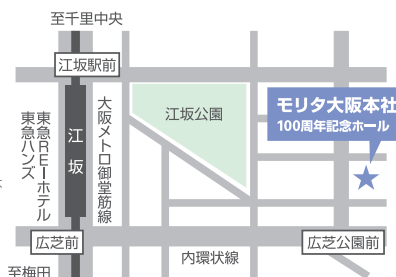 至千里中央
江坂駅前
モリタ大阪本社
100周年記念ホール
江坂公園
江坂
大阪メトロ御堂筋線
東急REIホテル
東急ハンズ
広芝前
広芝公園前
内環状線
至梅田